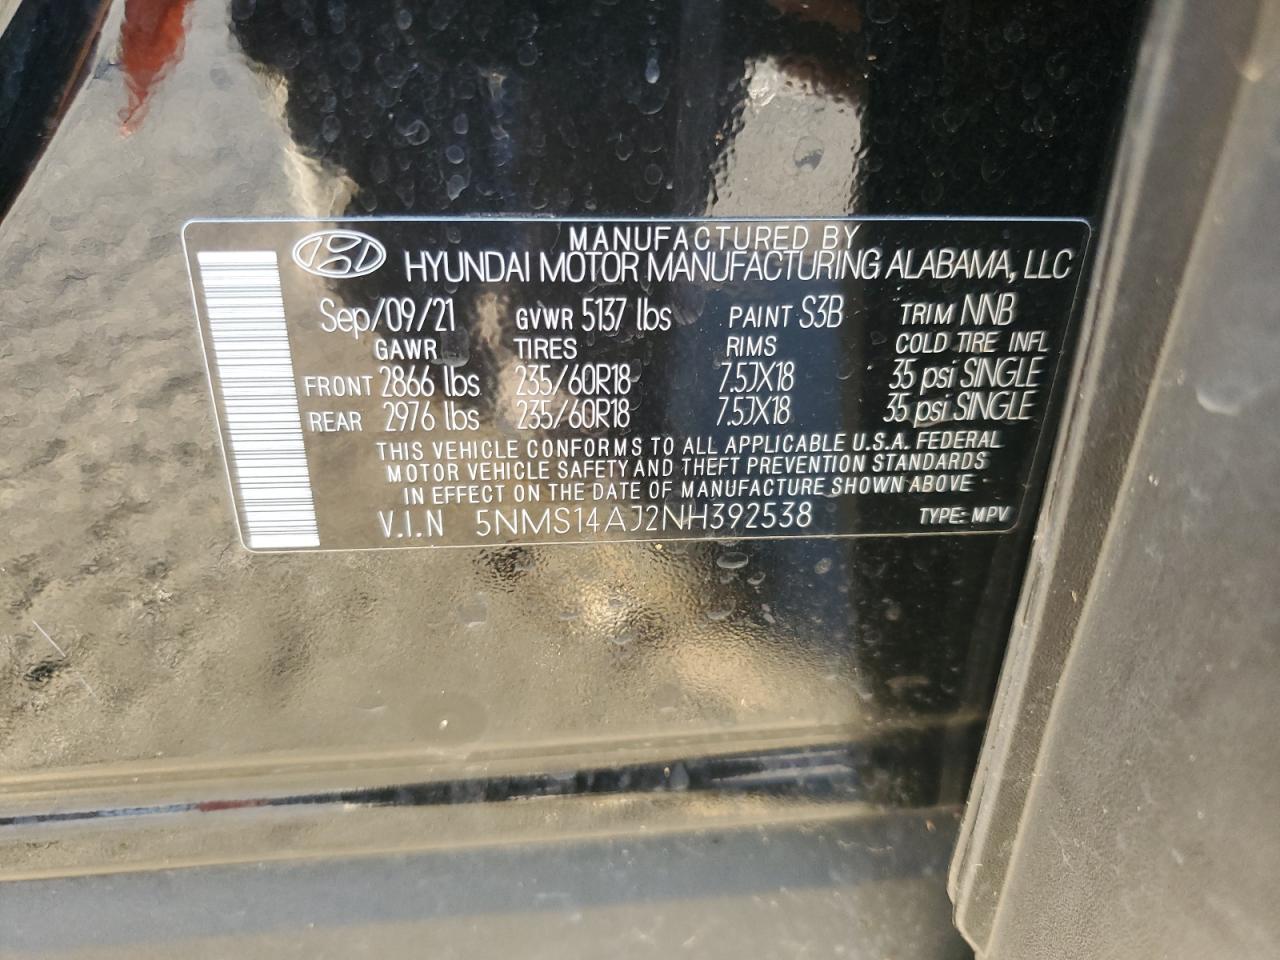 MANUFACTURED BY
HYUNDAI MOTOR MANUFACTURING ALABAMA, LLC
Sep/09/21 GVWR 5137 lbs PAINT S3B TRIM NNB
GAWR TIRES RIMS COLD TIRE INFL
FRONT 2866 lbs 235/60R18 7.5JX18 35 psi SINGLE
REAR 2976 lbs 235/60R18 7.5JX18 35 psi SINGLE
THIS VEHICLE CONFORMS TO ALL APPLICABLE U.S.A. FEDERAL
MOTOR VEHICLE SAFETY AND THEFT PREVENTION STANDARDS
IN EFFECT ON THE DATE OF MANUFACTURE SHOWN ABOVE
V.I.N 5NMS14AJ2NH392538 TYPE: MPV